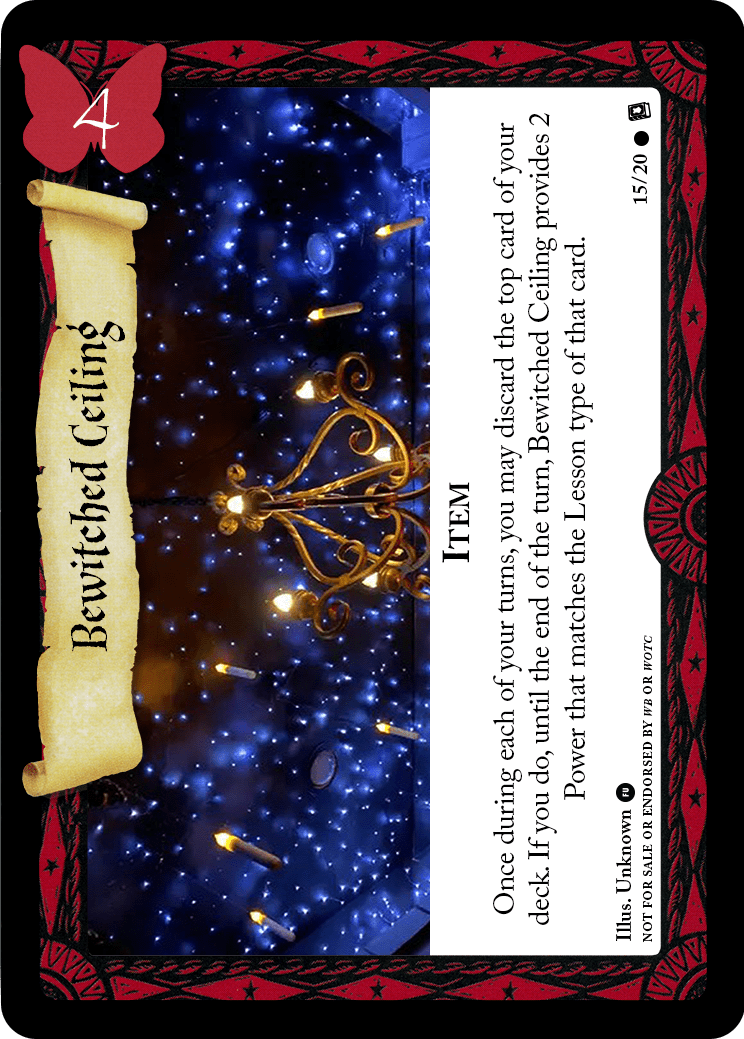 4
Bewitched Ceiling
ITEM
Once during each of your turns, you may discard the top card of your
deck. If you do, until the end of the turn, Bewitched Ceiling provides 2
Power that matches the Lesson type of that card.
Illus. Unknown FU
NOT FOR SALE OR ENDORSED BY WB OR WOTC
15/20